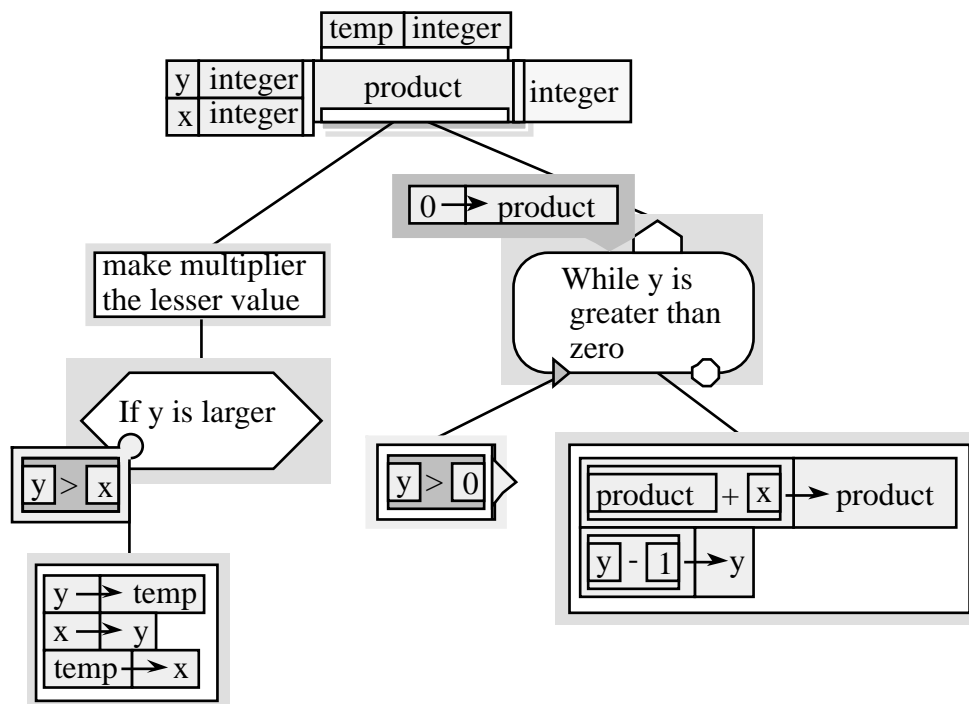 temp integer
y integer
product
integer
x integer
0 → product
make multiplier
the lesser value
While y is
greater than
zero
If y is larger
y > x
y > 0
product + x → product
y - 1 → y
y → temp
x → y
temp → x